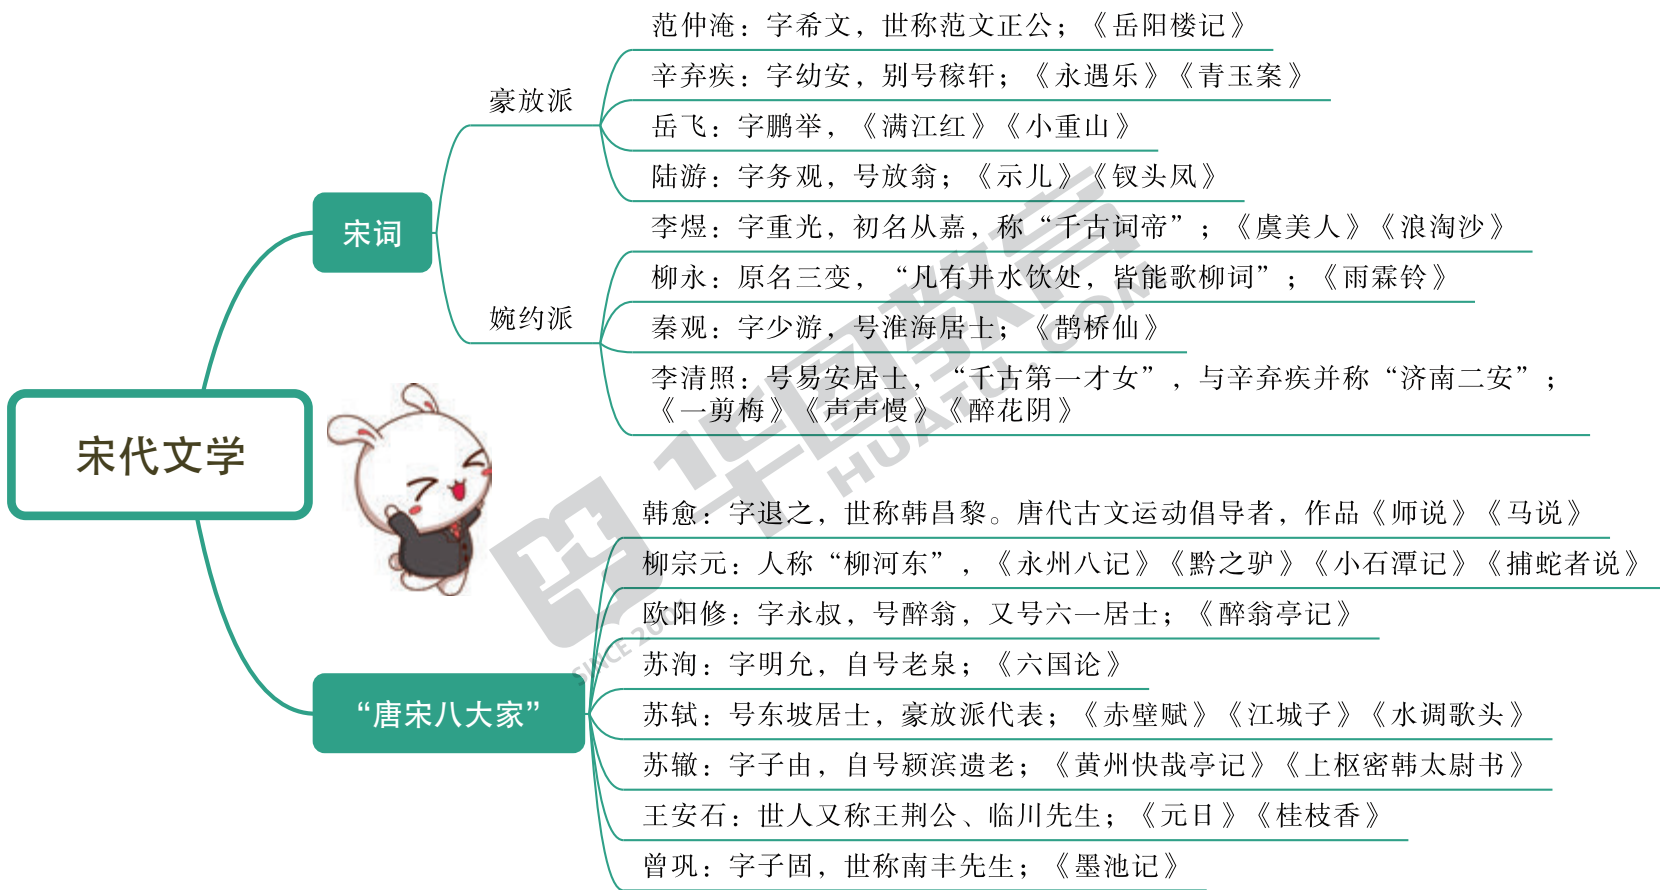 范仲淹：字希文，世称范文正公；《岳阳楼记》
辛弃疾：字幼安，别号稼轩；《永遇乐》《青玉案》
豪放派
岳飞：字鹏举，《满江红》《小重山》
陆游：字务观，号放翁；《示儿》《钗头凤》
宋词
李煜：字重光，初名从嘉，称“千古词帝”；《虞美人》《浪淘沙》
柳永：原名三变，“凡有井水饮处，皆能歌柳词”；《雨霖铃》
婉约派
秦观：字少游，号淮海居士；《鹊桥仙》
李清照：号易安居士，“千古第一才女”，与辛弃疾并称“济南二安”；
《一剪梅》《声声慢》《醉花阴》
宋代文学
韩愈：字退之，世称韩昌黎。唐代古文运动倡导者，作品《师说》《马说》
柳宗元：人称“柳河东”，《永州八记》《黔之驴》《小石潭记》《捕蛇者说》
欧阳修：字永叔，号醉翁，又号六一居士；《醉翁亭记》
苏洵：字明允，自号老泉；《六国论》
“唐宋八大家”
苏轼：号东坡居士，豪放派代表；《赤壁赋》《江城子》《水调歌头》
苏辙：字子由，自号颍滨遗老；《黄州快哉亭记》《上枢密韩太尉书》
王安石：世人又称王荆公、临川先生；《元日》《桂枝香》
曾巩：字子固，世称南丰先生；《墨池记》
华图教育
HUATU.COM
SINCE 2001